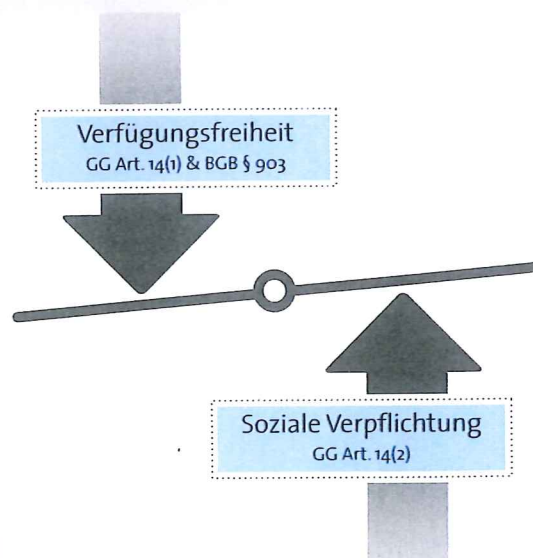 Verfügungsfreiheit
GG Art. 14(1) & BGB § 903
Soziale Verpflichtung
GG Art. 14(2)